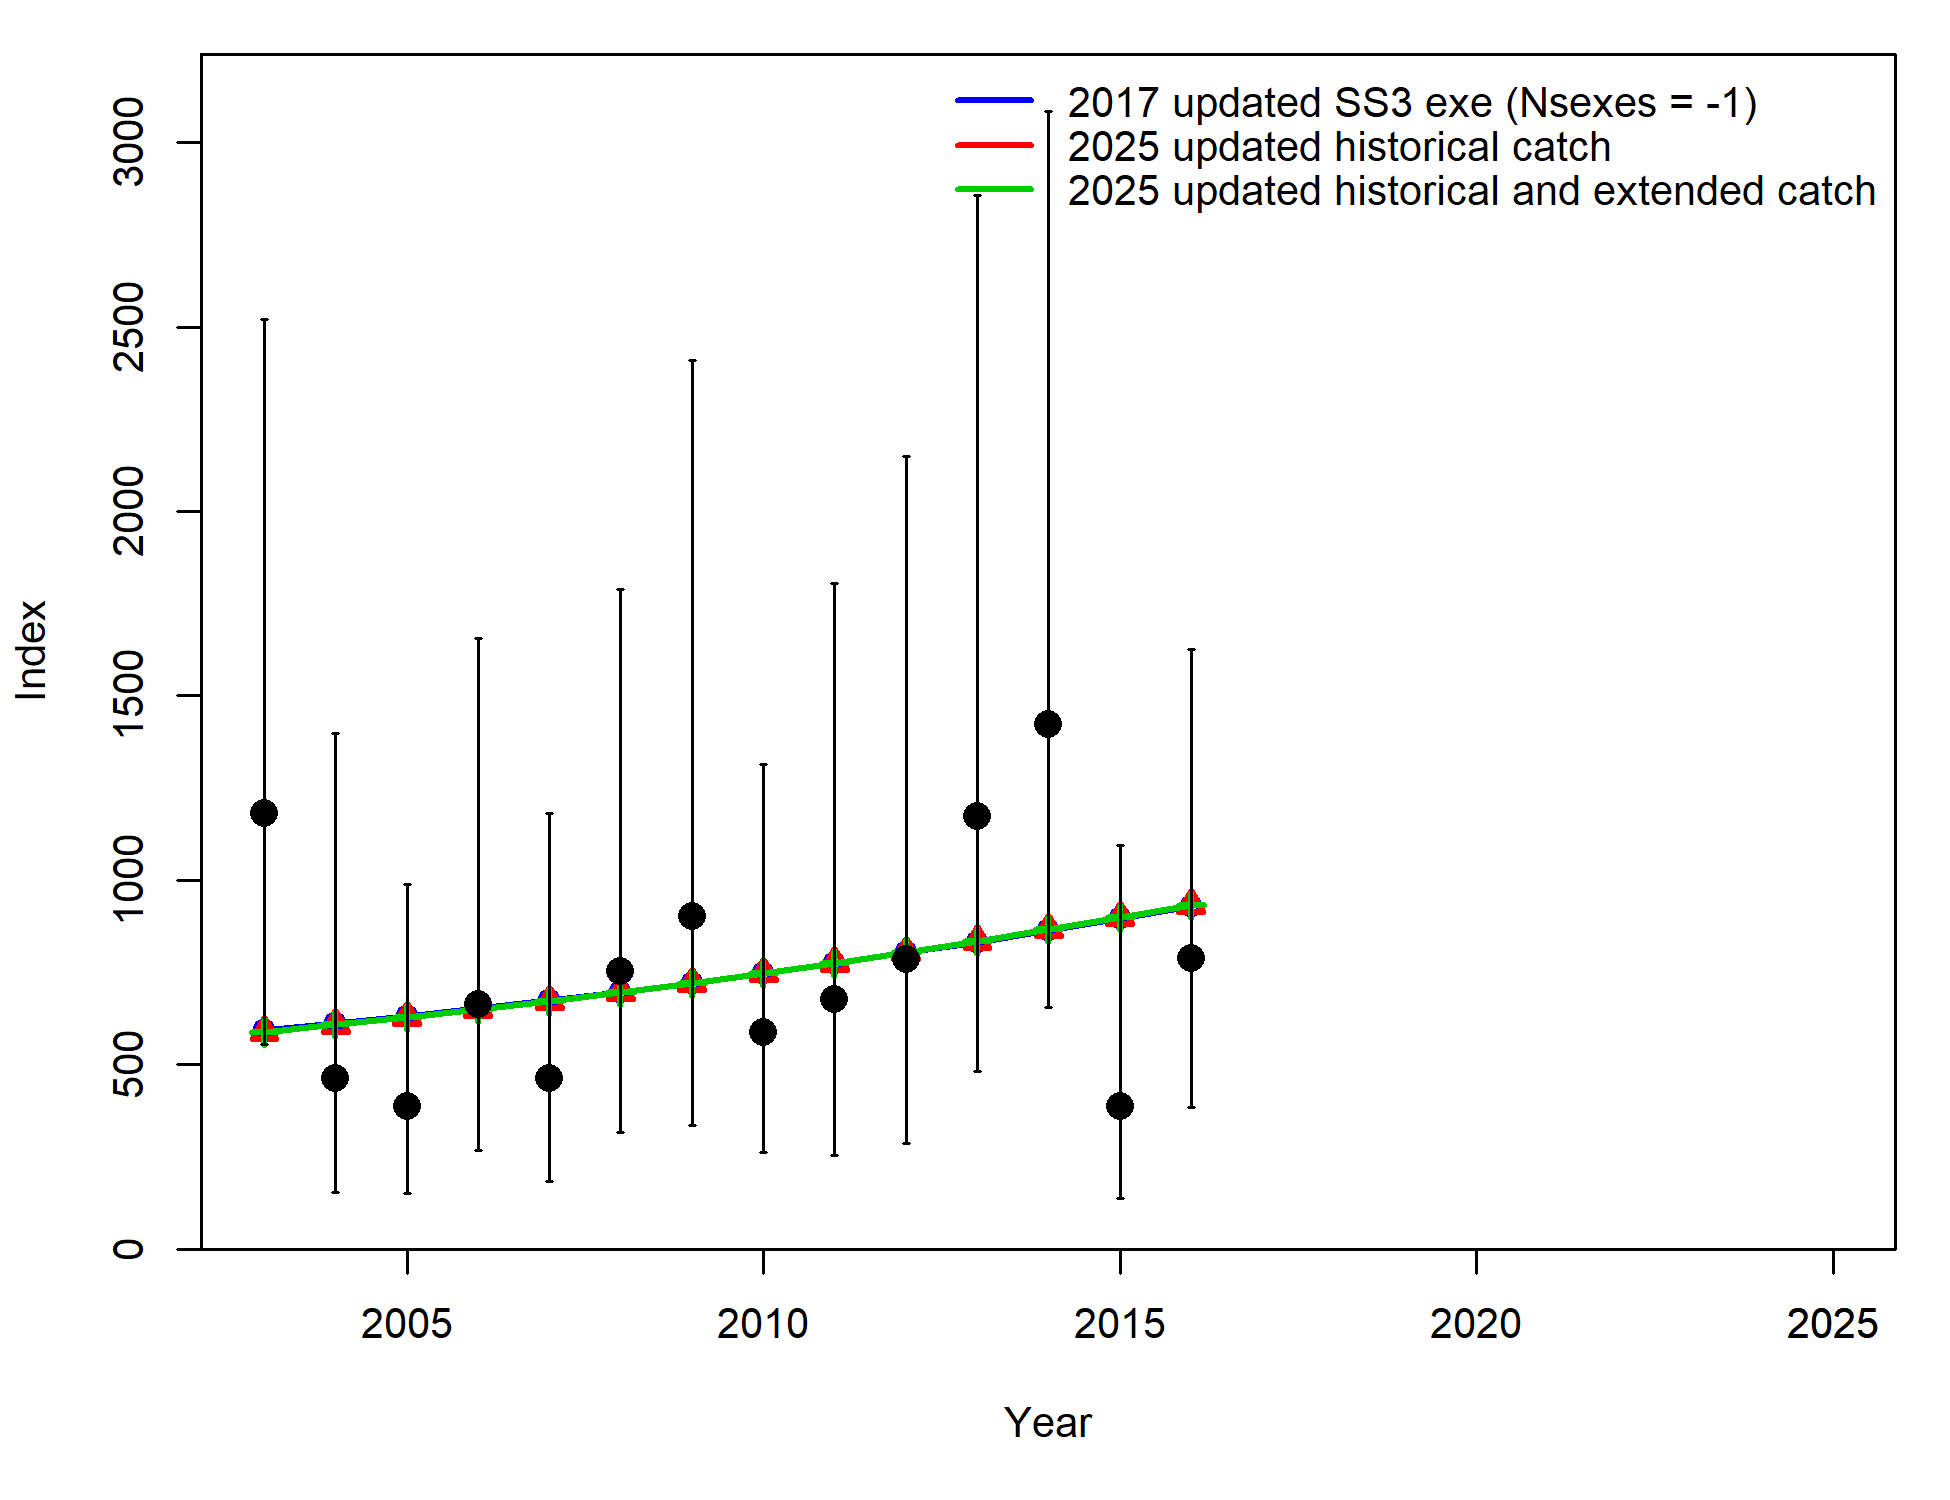 2017 updated SS3 exe (Nsexes = -1)
2025 updated historical catch
2025 updated historical and extended catch
3000
2500
2000
1500
1000
500
0
Index
2005
2010
2015
2020
2025
Year